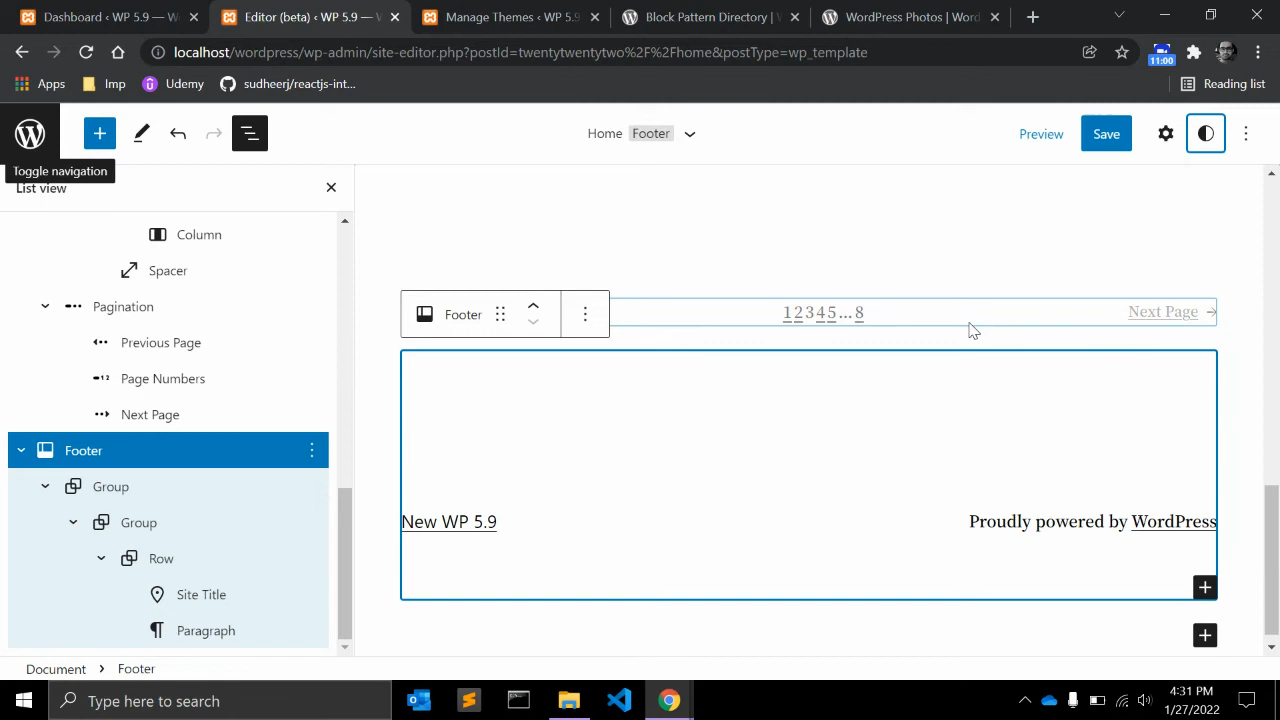 Dashboard ‹ WP 5.9 — W
Editor (beta) ‹ WP 5.9 — W
Manage Themes ‹ WP 5.9
Block Pattern Directory | W
WordPress Photos | Word
localhost/wordpress/wp-admin/site-editor.php?postId=twentytwentytwo%2F%2Fhome&postType=wp_template
11:00
Apps
Imp
Udemy
sudheerj/reactjs-int...
Reading list
Home Footer
Preview
Save
Toggle navigation
List view
Column
Spacer
Pagination
Previous Page
Page Numbers
Next Page
Footer
Group
Group
Row
Site Title
Paragraph
Footer
1 2 3 4 5 … 8
Next Page →
New WP 5.9
Proudly powered by WordPress
Document > Footer
Type here to search
4:31 PM
1/27/2022